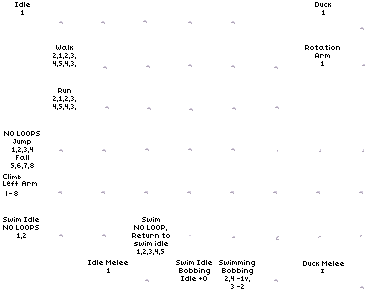 Idle
1
Duck
1
Walk
2,1,2,3,
4,5,4,3,
Rotation
Arm
1
Run
2,1,2,3,
4,5,4,3,
NO LOOPS
Jump
1,2,3,4
Fall
5,6,7,8
Climb
Left Arm
1-8
Swim Idle
NO LOOPS
1,2
Swim
NO LOOP,
Return to
swim idle
1,2,3,4,5
Idle Melee
1
Swim Idle
Bobbing
Idle +0
Swimming
Bobbing
2,4 -1v,
3 -2
Duck Melee
1